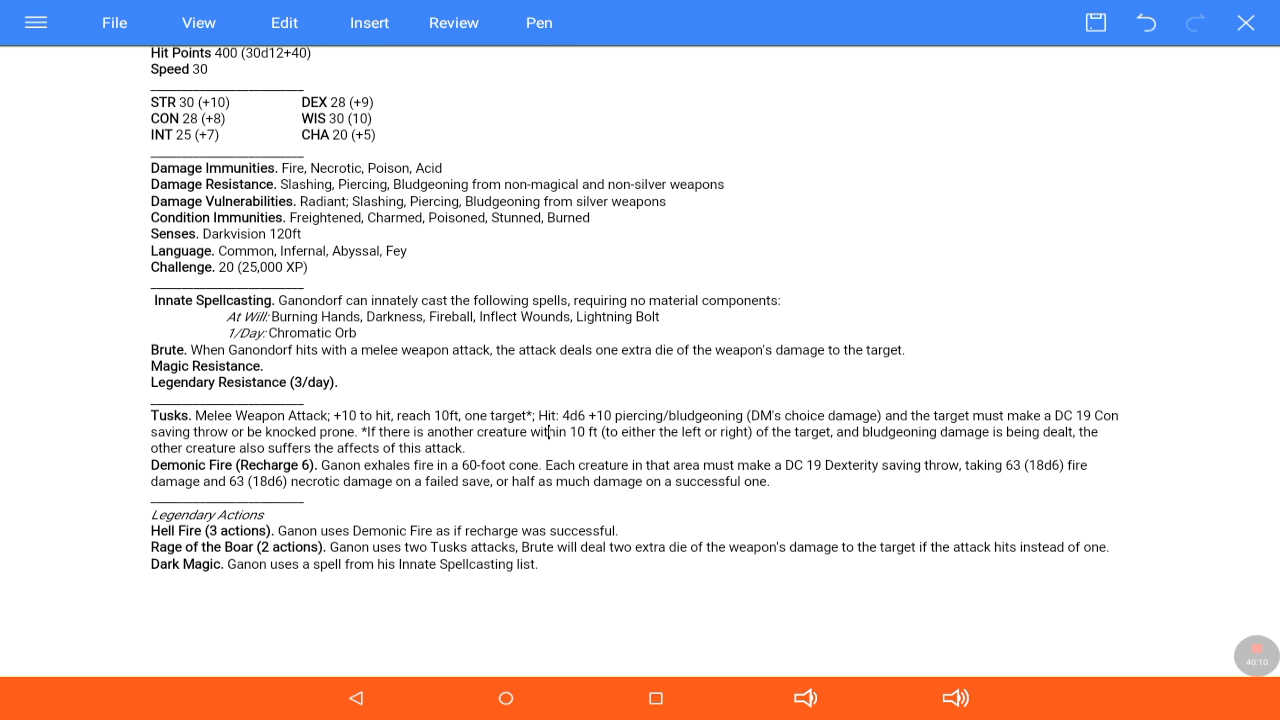 File View Edit Insert Review Pen
Hit Points 400 (30d12+40)
Speed 30
STR 30 (+10) DEX 28 (+9)
CON 28 (+8) WIS 30 (10)
INT 25 (+7) CHA 20 (+5)
Damage Immunities. Fire, Necrotic, Poison, Acid
Damage Resistance. Slashing, Piercing, Bludgeoning from non-magical and non-silver weapons
Damage Vulnerabilities. Radiant; Slashing, Piercing, Bludgeoning from silver weapons
Condition Immunities. Freightened, Charmed, Poisoned, Stunned, Burned
Senses. Darkvision 120ft
Language. Common, Infernal, Abyssal, Fey
Challenge. 20 (25,000 XP)
Innate Spellcasting. Ganondorf can innately cast the following spells, requiring no material components:
At Will: Burning Hands, Darkness, Fireball, Inflect Wounds, Lightning Bolt
1/Day: Chromatic Orb
Brute. When Ganondorf hits with a melee weapon attack, the attack deals one extra die of the weapon's damage to the target.
Magic Resistance.
Legendary Resistance (3/day).
Tusks. Melee Weapon Attack; +10 to hit, reach 10ft, one target*; Hit: 4d6 +10 piercing/bludgeoning (DM's choice damage) and the target must make a DC 19 Con
saving throw or be knocked prone. *If there is another creature within 10 ft (to either the left or right) of the target, and bludgeoning damage is being dealt, the
other creature also suffers the affects of this attack.
Demonic Fire (Recharge 6). Ganon exhales fire in a 60-foot cone. Each creature in that area must make a DC 19 Dexterity saving throw, taking 63 (18d6) fire
damage and 63 (18d6) necrotic damage on a failed save, or half as much damage on a successful one.
Legendary Actions
Hell Fire (3 actions). Ganon uses Demonic Fire as if recharge was successful.
Rage of the Boar (2 actions). Ganon uses two Tusks attacks, Brute will deal two extra die of the weapon's damage to the target if the attack hits instead of one.
Dark Magic. Ganon uses a spell from his Innate Spellcasting list.
40:10